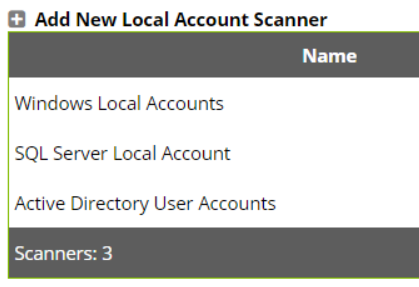 Add New Local Account Scanner
Name
Windows Local Accounts
SQL Server Local Account
Active Directory User Accounts
Scanners: 3